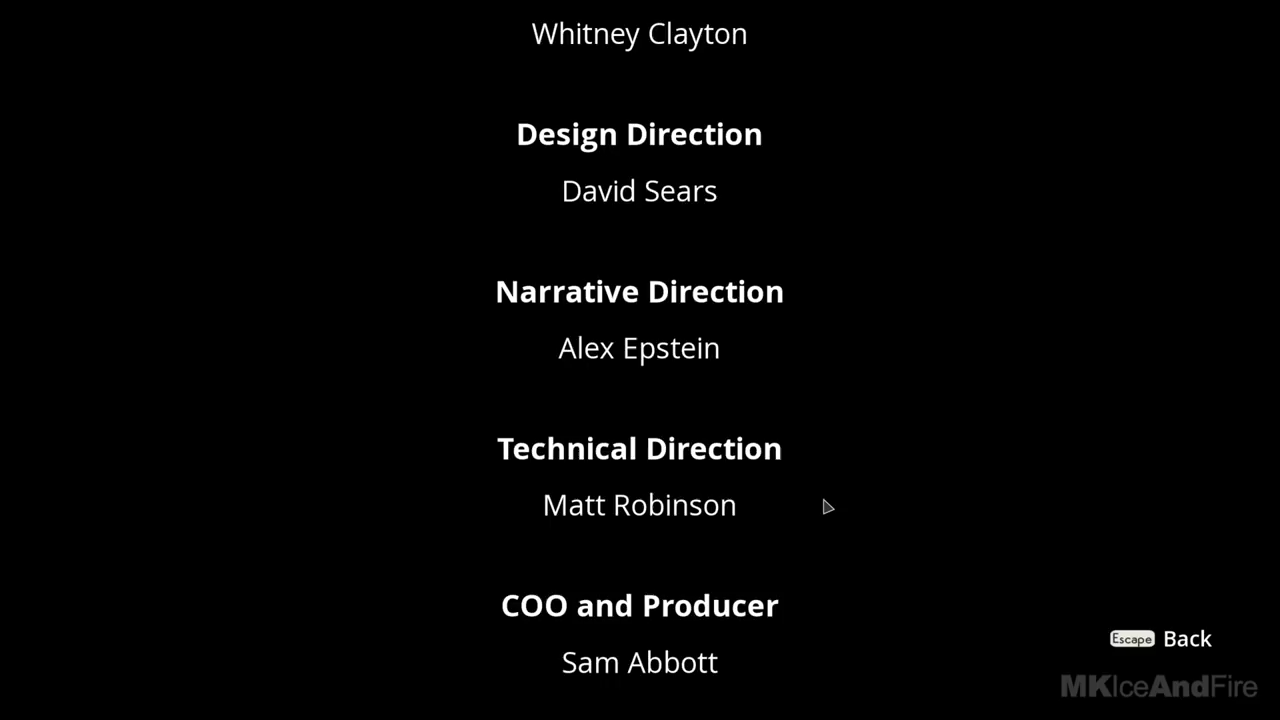 Whitney Clayton
Design Direction
David Sears
Narrative Direction
Alex Epstein
Technical Direction
Matt Robinson
COO and Producer
Sam Abbott
Escape Back
MKIceAndFire